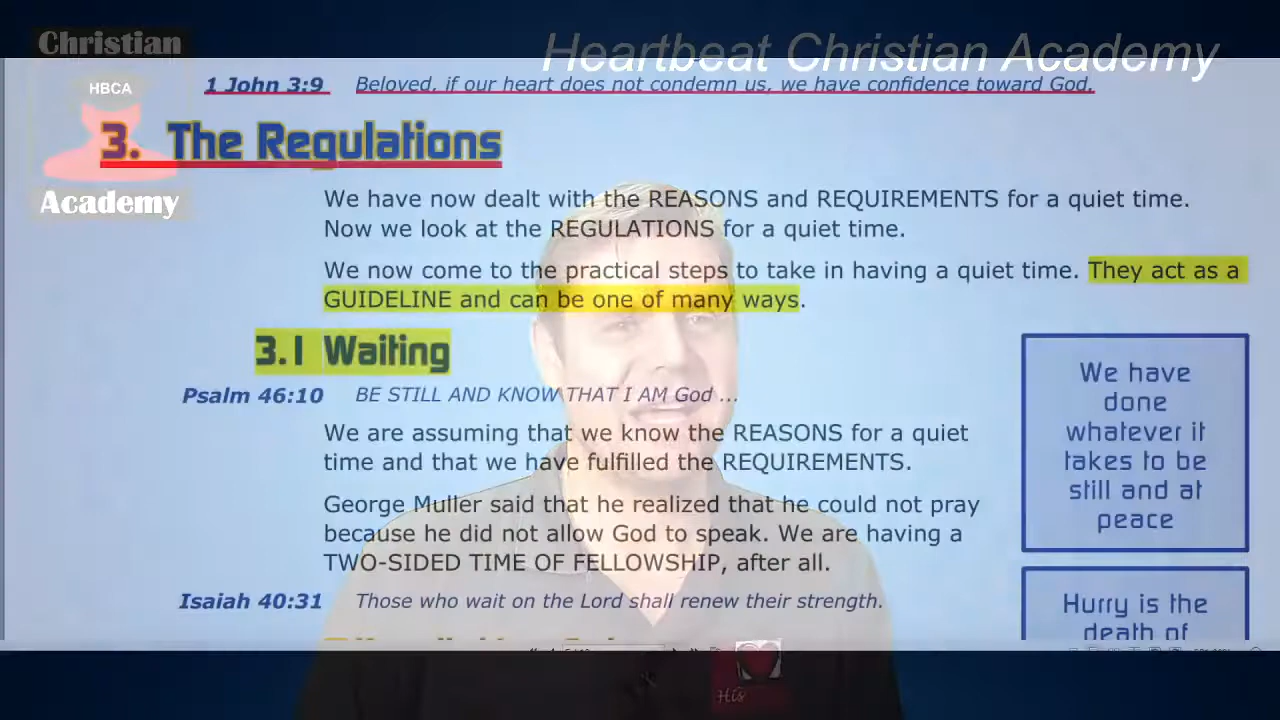 Christian
Heartbeat Christian Academy
HBCA
Academy
1 John 3:9 Beloved, if our heart does not condemn us, we have confidence toward God.
3. The Regulations
We have now dealt with the REASONS and REQUIREMENTS for a quiet time.
Now we look at the REGULATIONS for a quiet time.
We now come to the practical steps to take in having a quiet time. They act as a
GUIDELINE and can be one of many ways.
3.1 Waiting
Psalm 46:10 BE STILL AND KNOW THAT I AM God ...
We are assuming that we know the REASONS for a quiet
time and that we have fulfilled the REQUIREMENTS.
George Muller said that he realized that he could not pray
because he did not allow God to speak. We are having a
TWO-SIDED TIME OF FELLOWSHIP, after all.
Isaiah 40:31 Those who wait on the Lord shall renew their strength.
We have
done
whatever it
takes to be
still and at
peace
Hurry is the
death of
His